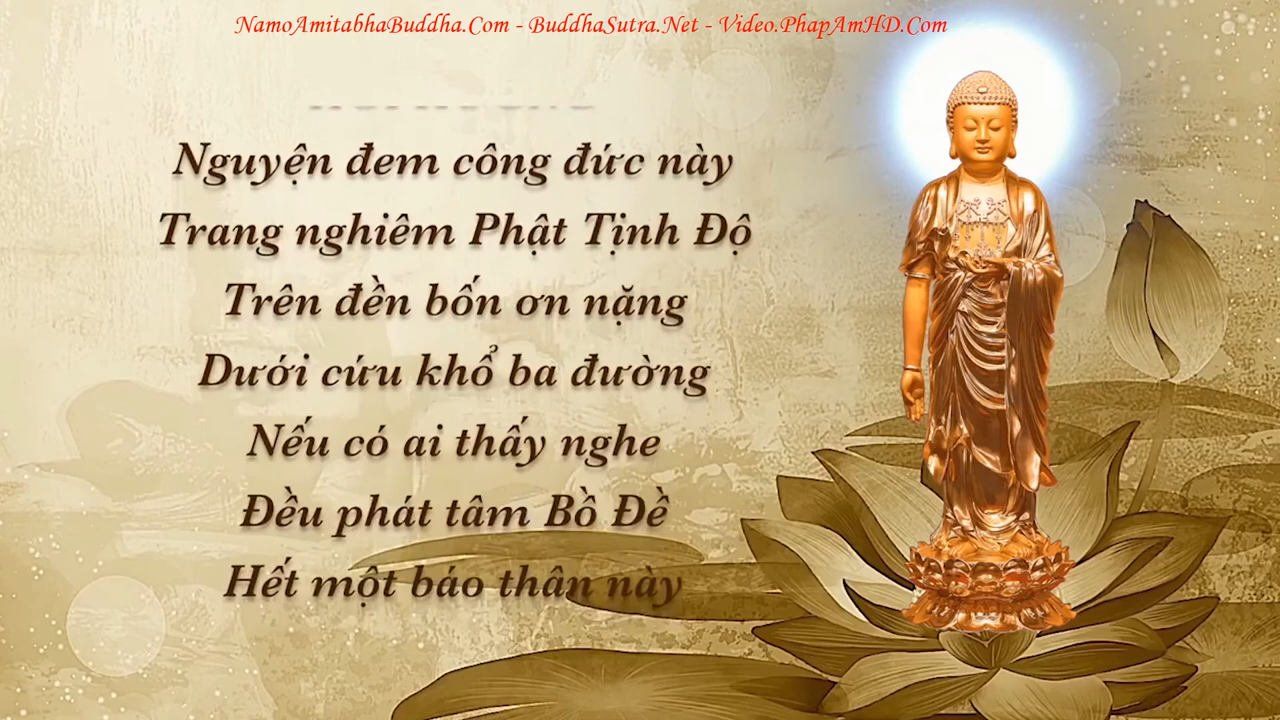 NamoAmitabhaBuddha.Com - BuddhaSutra.Net - Video.PhapAmHD.Com
Nguyện đem công đức này
Trang nghiêm Phật Tịnh Độ
Trên đền bốn ơn nặng
Dưới cứu khổ ba đường
Nếu có ai thấy nghe
Đều phát tâm Bồ Đề
Hết một báo thân này